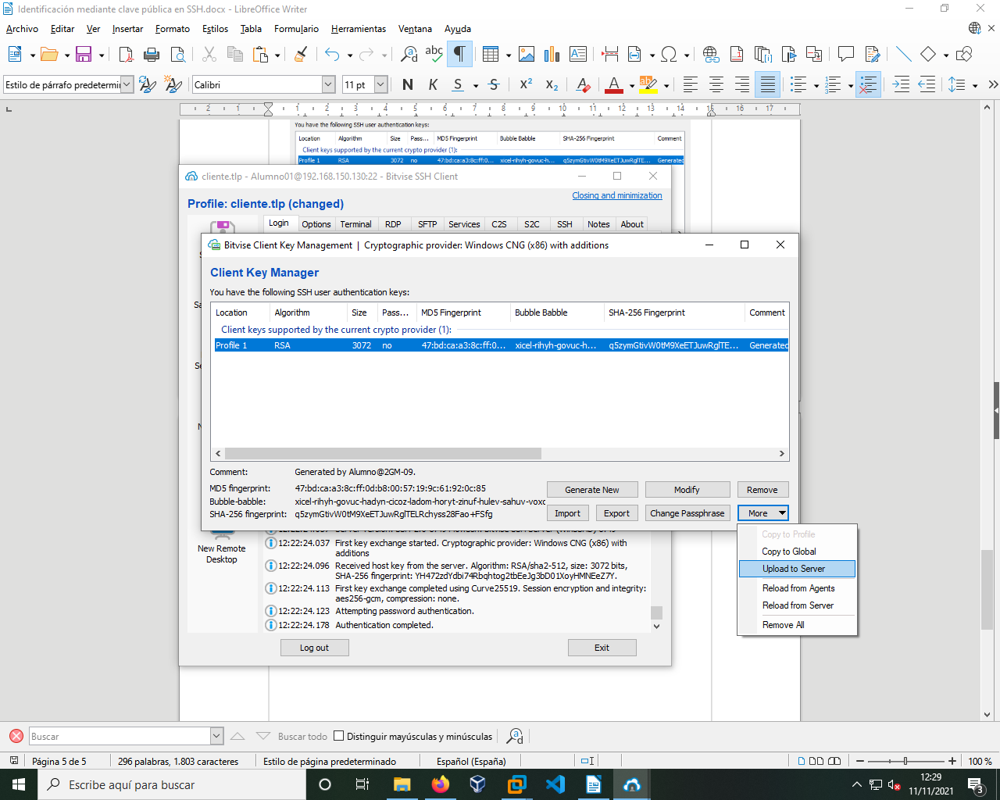 Identificación mediante clave pública en SSH.docx - LibreOffice Writer
Archivo Editar Ver Insertar Formato Estilos Tabla Formulario Herramientas Ventana Ayuda
Estilo de párrafo predetermin Calibri 11 pt N K S S X² X₂ A
2 1 1 2 3 4 5 6 7 8 9 10 11 12 13 14 15 16 17
You have the following SSH user authentication keys:
Location Algorithm Size Pass... MD5 Fingerprint Bubble Babble SHA-256 Fingerprint Comment
Client keys supported by the current crypto provider (1):
Profile 1 RSA 3072 no 47:bd:ca:a3:8c:ff:0... xicel-rihyh-govuc-h... q5zymGtivW0tM9XeETJuwRglTE... Generated
cliente.tlp - Alumno01@192.168.150.130:22 - Bitvise SSH Client
Profile: cliente.tlp (changed)
Closing and minimization
Login Options Terminal RDP SFTP Services C2S S2C SSH Notes About
Bitvise Client Key Management | Cryptographic provider: Windows CNG (x86) with additions
Client Key Manager
You have the following SSH user authentication keys:
Location Algorithm Size Pass... MD5 Fingerprint Bubble Babble SHA-256 Fingerprint Comment
Client keys supported by the current crypto provider (1):
Profile 1 RSA 3072 no 47:bd:ca:a3:8c:ff:0... xicel-rihyh-govuc-h... q5zymGtivW0tM9XeETJuwRglTE... Generated
Comment: Generated by Alumno@2GM-09.
MD5 fingerprint: 47:bd:ca:a3:8c:ff:0d:b8:00:57:19:9c:61:92:0c:85
Bubble-babble: xicel-rihyh-govuc-hadyn-cicoz-ladom-horyt-zinuf-hulev-sahuv-voxo
SHA-256 fingerprint: q5zymGtivW0tM9XeETJuwRglTELRchyss28Fao+FSfg
Generate New Modify Remove
Import Export Change Passphrase More
Copy to Profile
Copy to Global
Upload to Server
Reload from Agents
Reload from Server
Remove All
New Remote
Desktop
12:22:24.037 First key exchange started. Cryptographic provider: Windows CNG (x86) with
additions
12:22:24.096 Received host key from the server. Algorithm: RSA/sha2-512, size: 3072 bits,
SHA-256 fingerprint: YH472zdYdbi74Rbqhtog2tbEeJg3bD01XoyHMNEeZ7Y.
12:22:24.113 First key exchange completed using Curve25519. Session encryption and integrity:
aes256-gcm, compression: none.
12:22:24.123 Attempting password authentication.
12:22:24.178 Authentication completed.
Log out Exit
Buscar Buscar todo Distinguir mayúsculas y minúsculas
Página 5 de 5 296 palabras, 1.803 caracteres Estilo de página predeterminado Español (España) 100 %
Escribe aquí para buscar
12:29
11/11/2021
3